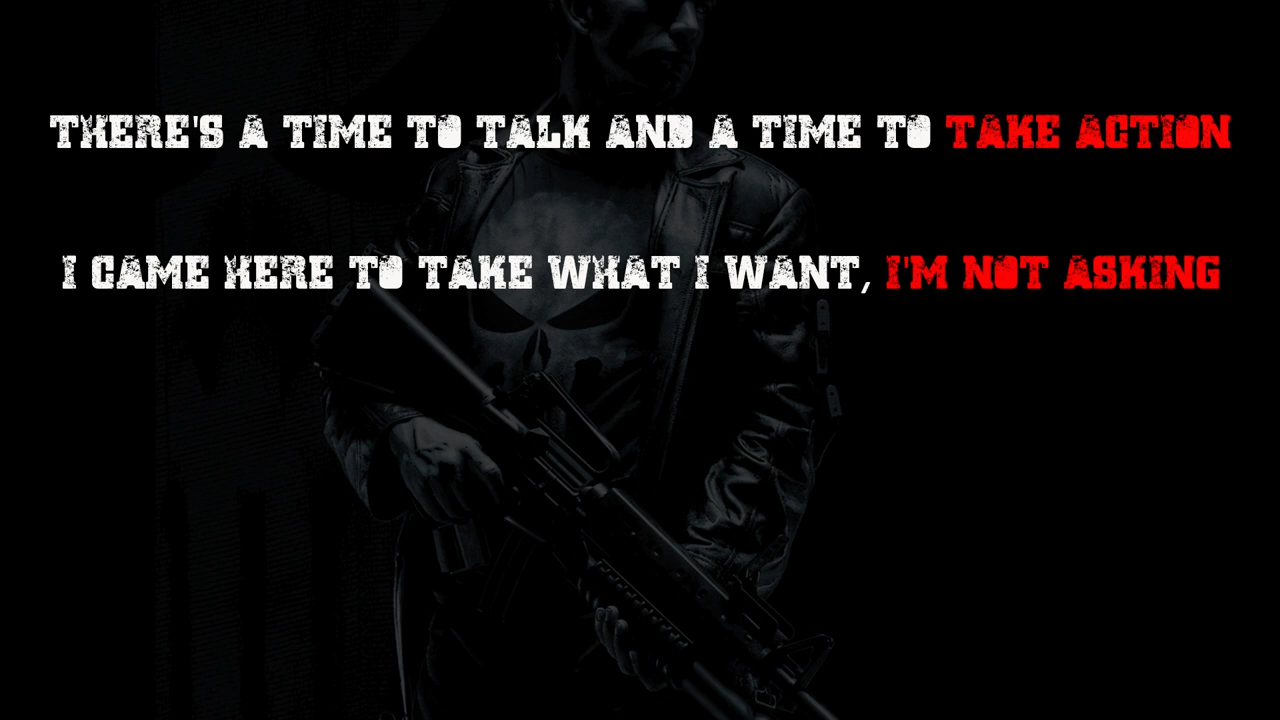 THERE'S A TIME TO TALK AND A TIME TO TAKE ACTION
I CAME HERE TO TAKE WHAT I WANT, I'M NOT ASKING